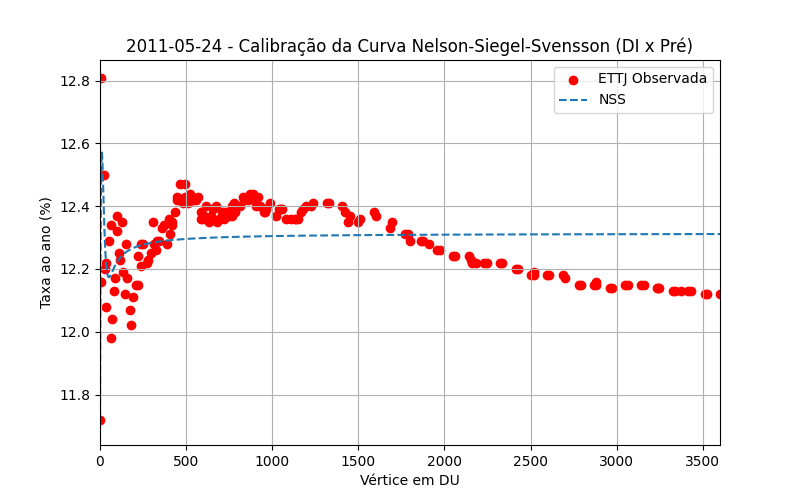 2011-05-24 - Calibração da Curva Nelson-Siegel-Svensson (DI x Pré)
ETTJ Observada
NSS
Taxa ao ano (%)
12.8
12.6
12.4
12.2
12.0
11.8
0 500 1000 1500 2000 2500 3000 3500
Vértice em DU